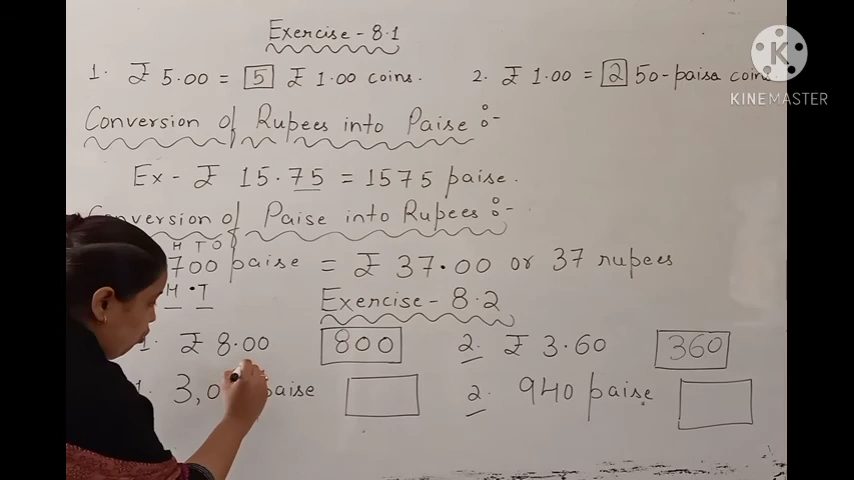 Exercise - 8.1
1. ₹ 5.00 = 5 ₹ 1.00 coins. 2. ₹ 1.00 = 2 50-paisa coins
K
KINEMASTER
Conversion of Rupees into Paise :-
Ex - ₹ 15.75 = 1575 paise.
Conversion of Paise into Rupees :-
H T O
700 paise = ₹ 37.00 or 37 rupees
H • T
Exercise - 8.2
1. ₹ 8.00 800 2. ₹ 3.60 360
1. 3,0 paise 2. 940 paise